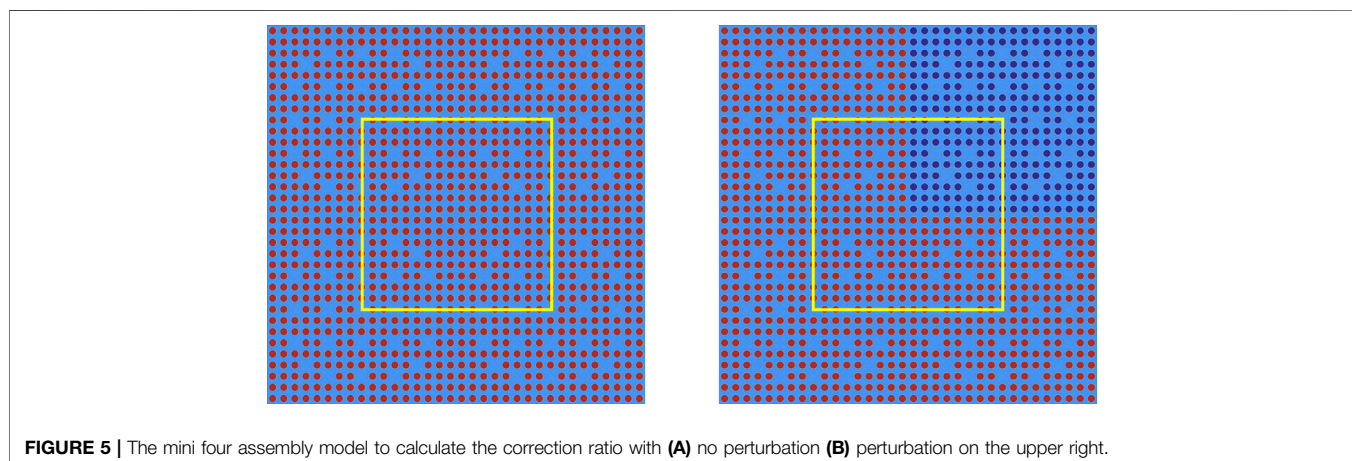 FIGURE 5 | The mini four assembly model to calculate the correction ratio with (A) no perturbation (B) perturbation on the upper right.